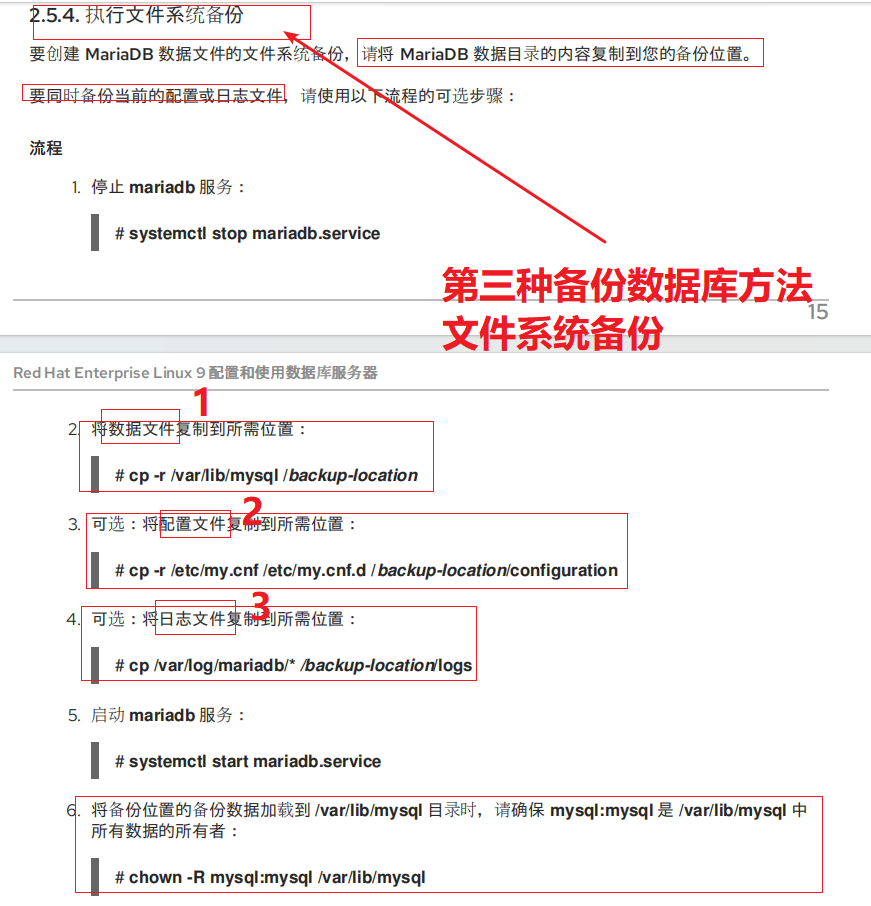 2.5.4. 执行文件系统备份
要创建 MariaDB 数据文件的文件系统备份，请将 MariaDB 数据目录的内容复制到您的备份位置。
要同时备份当前的配置或日志文件，请使用以下流程的可选步骤：
流程
1. 停止 mariadb 服务：
# systemctl stop mariadb.service
第三种备份数据库方法
15
文件系统备份
Red Hat Enterprise Linux 9 配置和使用数据库服务器
1
2. 将数据文件复制到所需位置：
# cp -r /var/lib/mysql /backup-location
2
3. 可选：将配置文件复制到所需位置：
# cp -r /etc/my.cnf /etc/my.cnf.d /backup-location/configuration
3
4. 可选：将日志文件复制到所需位置：
# cp /var/log/mariadb/* /backup-location/logs
5. 启动 mariadb 服务：
# systemctl start mariadb.service
6. 将备份位置的备份数据加载到 /var/lib/mysql 目录时，请确保 mysql:mysql 是 /var/lib/mysql 中
所有数据的所有者：
# chown -R mysql:mysql /var/lib/mysql